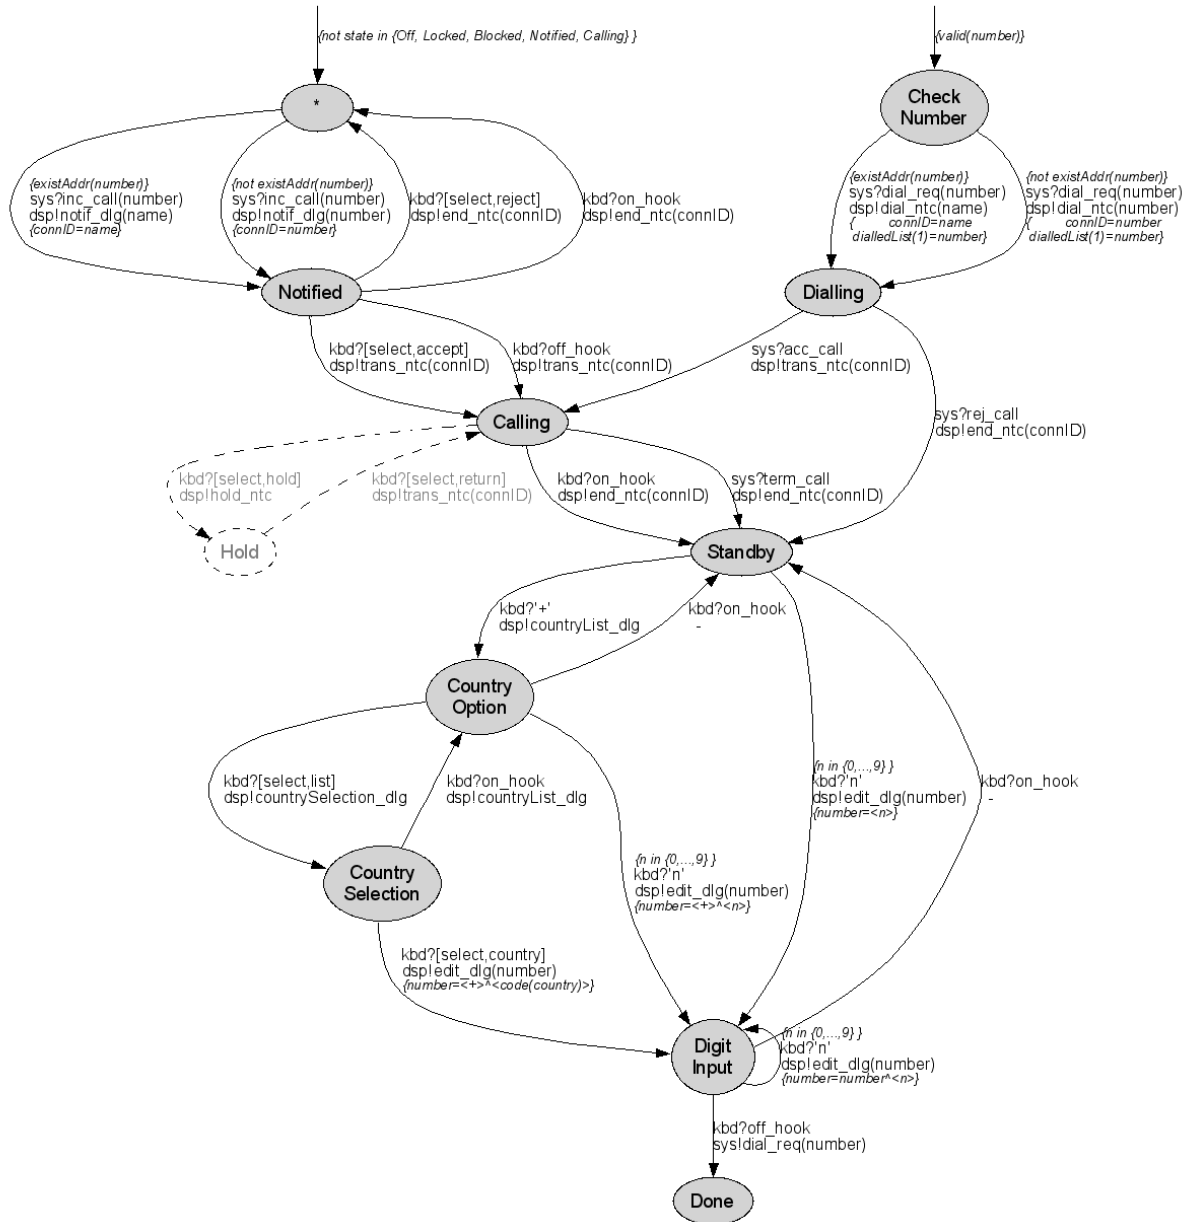 {not state in {Off, Locked, Blocked, Notified, Calling} }
{valid(number)}
*
Check
Number
{existAddr(number)}
sys?inc_call(number)
dsp!notif_dlg(name)
{connID=name}
{not existAddr(number)}
sys?inc_call(number)
dsp!notif_dlg(number)
{connID=number}
kbd?[select,reject]
dsp!end_ntc(connID)
kbd?on_hook
dsp!end_ntc(connID)
{existAddr(number)}
sys?dial_req(number)
dsp!dial_ntc(name)
{ connID=name
dialledList(1)=number}
{not existAddr(number)}
sys?dial_req(number)
dsp!dial_ntc(number)
{ connID=number
dialledList(1)=number}
Notified
Dialling
kbd?[select,accept]
dsp!trans_ntc(connID)
kbd?off_hook
dsp!trans_ntc(connID)
sys?acc_call
dsp!trans_ntc(connID)
sys?rej_call
dsp!end_ntc(connID)
Calling
kbd?[select,hold]
dsp!hold_ntc
kbd?[select,return]
dsp!trans_ntc(connID)
kbd?on_hook
dsp!end_ntc(connID)
sys?term_call
dsp!end_ntc(connID)
Hold
Standby
kbd?'+'
dsp!countryList_dlg
kbd?on_hook
-
Country
Option
kbd?[select,list]
dsp!countrySelection_dlg
kbd?on_hook
dsp!countryList_dlg
{n in {0,...,9} }
kbd?'n'
dsp!edit_dlg(number)
{number=<n>}
kbd?on_hook
-
Country
Selection
{n in {0,...,9} }
kbd?'n'
dsp!edit_dlg(number)
{number=<+>^<n>}
kbd?[select,country]
dsp!edit_dlg(number)
{number=<+>^<code(country)>}
Digit
Input
{n in {0,...,9} }
kbd?'n'
dsp!edit_dlg(number)
{number=number^<n>}
kbd?off_hook
sys!dial_req(number)
Done